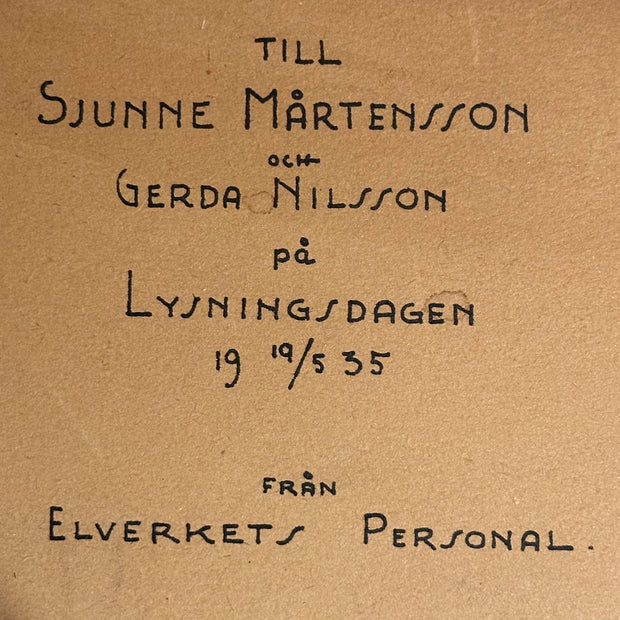 TILL
SJUNNE MÅRTENSSON
OCH
GERDA NILSSON
på
LYSNINGSDAGEN
19 19/5 35
FRÅN
ELVERKETS PERSONAL.